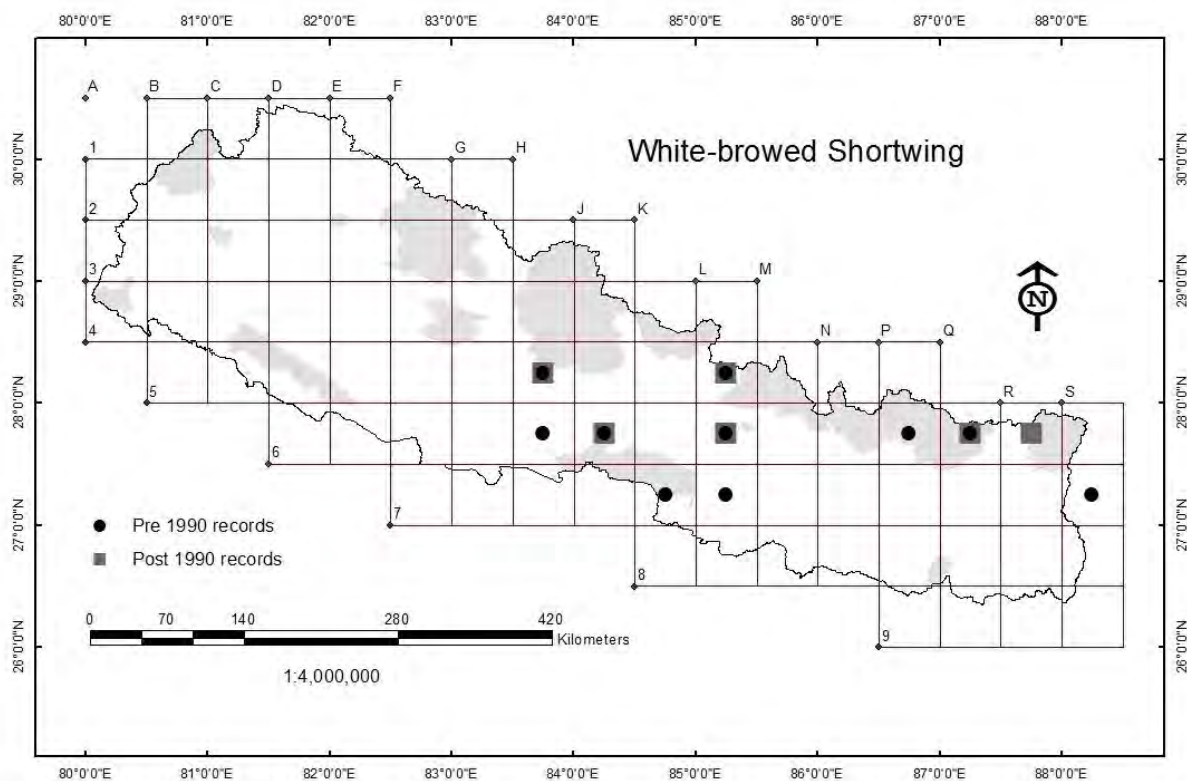 80°0'0"E 81°0'0"E 82°0'0"E 83°0'0"E 84°0'0"E 85°0'0"E 86°0'0"E 87°0'0"E 88°0'0"E
A B C D E F
White-browed Shortwing
30°0'0"N 1 G H 30°0'0"N
2 J K
29°0'0"N 3 L M 29°0'0"N
N
4 N P Q
28°0'0"N 5 R S 28°0'0"N
6
Pre 1990 records
27°0'0"N 7 27°0'0"N
Post 1990 records
8
0 70 140 280 420
Kilometers
26°0'0"N 9 26°0'0"N
1:4,000,000
80°0'0"E 81°0'0"E 82°0'0"E 83°0'0"E 84°0'0"E 85°0'0"E 86°0'0"E 87°0'0"E 88°0'0"E